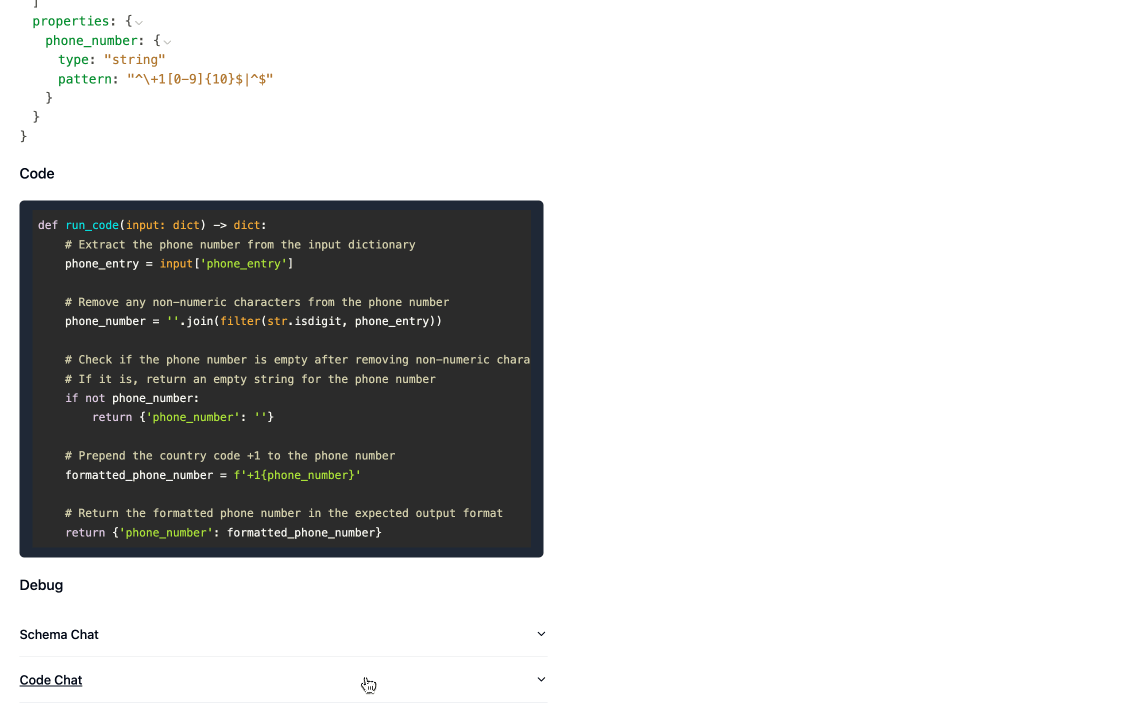 ]
properties: {
phone_number: {
type: "string"
pattern: "^\+1[0-9]{10}$|^$"
}
}
}
Code
def run_code(input: dict) -> dict:
# Extract the phone number from the input dictionary
phone_entry = input['phone_entry']
# Remove any non-numeric characters from the phone number
phone_number = ''.join(filter(str.isdigit, phone_entry))
# Check if the phone number is empty after removing non-numeric chara
# If it is, return an empty string for the phone number
if not phone_number:
return {'phone_number': ''}
# Prepend the country code +1 to the phone number
formatted_phone_number = f'+1{phone_number}'
# Return the formatted phone number in the expected output format
return {'phone_number': formatted_phone_number}
Debug
Schema Chat
Code Chat